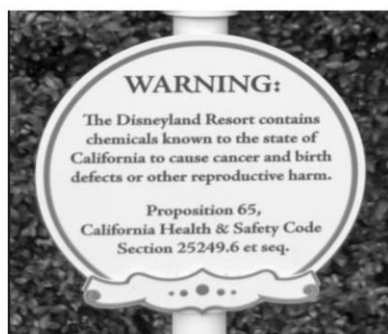 WARNING:
The Disneyland Resort contains
chemicals known to the state of
California to cause cancer and birth
defects or other reproductive harm.
Proposition 65,
California Health & Safety Code
Section 25249.6 et seq.